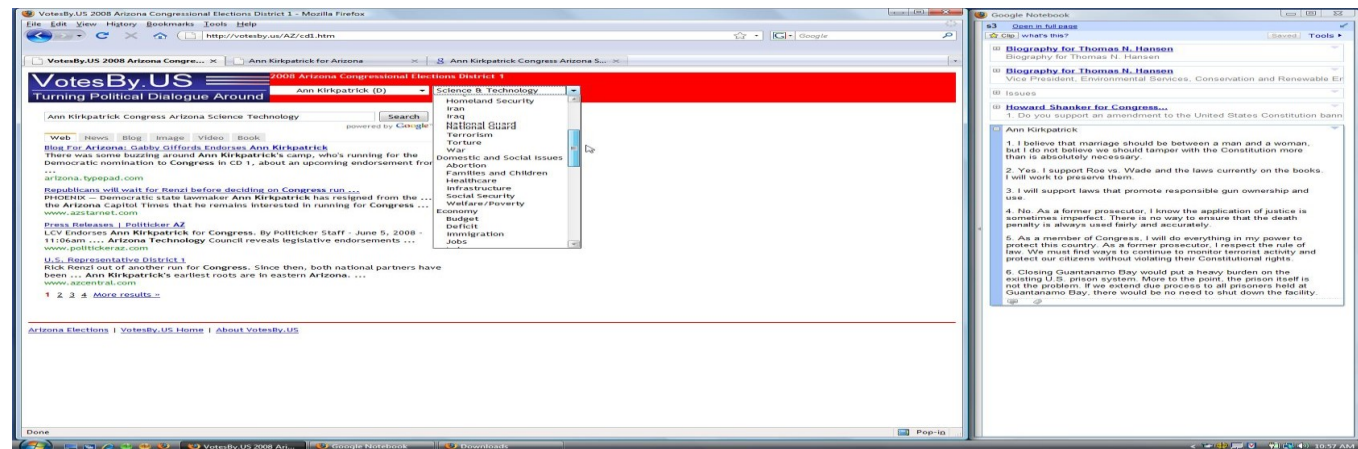 VotesBy.US 2008 Arizona Congressional Elections District 1 - Mozilla Firefox
File Edit View History Bookmarks Tools Help
http://votesby.us/AZ/cd1.htm
Google
VotesBy.US 2008 Arizona Congre...
Ann Kirkpatrick for Arizona
Ann Kirkpatrick Congress Arizona S...
VotesBy.US
Turning Political Dialogue Around
2008 Arizona Congressional Elections District 1
Ann Kirkpatrick (D)
Science & Technology
Homeland Security
Iran
Iraq
National Guard
Terrorism
Torture
War
Domestic and Social Issues
Abortion
Families and Children
Healthcare
Infrastructure
Social Security
Welfare/Poverty
Economy
Budget
Deficit
Immigration
Jobs
Ann Kirkpatrick Congress Arizona Science Technology
Search
powered by Google
Web News Blog Image Video Book
Blog For Arizona: Gabby Giffords Endorses Ann Kirkpatrick
There was some buzzing around Ann Kirkpatrick's camp, who's running for the
Democratic nomination to Congress in CD 1, about an upcoming endorsement from
...
arizona.typepad.com
Republicans will wait for Renzi before deciding on Congress run ...
PHOENIX — Democratic state lawmaker Ann Kirkpatrick has resigned from the ...
the Arizona Capitol Times that he remains interested in running for Congress ...
www.azstarnet.com
Press Releases | Politicker AZ
LCV Endorses Ann Kirkpatrick for Congress. By Politicker Staff - June 5, 2008 -
11:06am .... Arizona Technology Council reveals legislative endorsements ...
www.politickeraz.com
U.S. Representative District 1
Rick Renzi out of another run for Congress. Since then, both national partners have
been ... Ann Kirkpatrick's earliest roots are in eastern Arizona. ...
www.azcentral.com
1 2 3 4 More results »
Arizona Elections | VotesBy.US Home | About VotesBy.US
Done
Pop-in
Google Notebook
s3 Open in full page
Clip what's this?
Saved Tools
Biography for Thomas N. Hansen
Biography for Thomas N. Hansen
Biography for Thomas N. Hansen
Vice President, Environmental Services, Conservation and Renewable Er
Issues
Howard Shanker for Congress...
1. Do you support an amendment to the United States Constitution bann
Ann Kirkpatrick
1. I believe that marriage should be between a man and a woman,
but I do not believe we should tamper with the Constitution more
than is absolutely necessary.
2. Yes. I support Roe vs. Wade and the laws currently on the books.
I will work to preserve them.
3. I will support laws that promote responsible gun ownership and
use.
4. No. As a former prosecutor, I know the application of justice is
sometimes imperfect. There is no way to ensure that the death
penalty is always used fairly and accurately.
5. As a member of Congress, I will do everything in my power to
protect this country. As a former prosecutor, I respect the rule of
law. We must find ways to continue to monitor terrorist activity and
protect our citizens without violating their Constitutional rights.
6. Closing Guantanamo Bay would put a heavy burden on the
existing U.S. prison system. More to the point, the prison itself is
not the problem. If we extend due process to all prisoners held at
Guantanamo Bay, there would be no need to shut down the facility.
VotesBy.US 2008 Ari...
Google Notebook
Downloads
10:57 AM